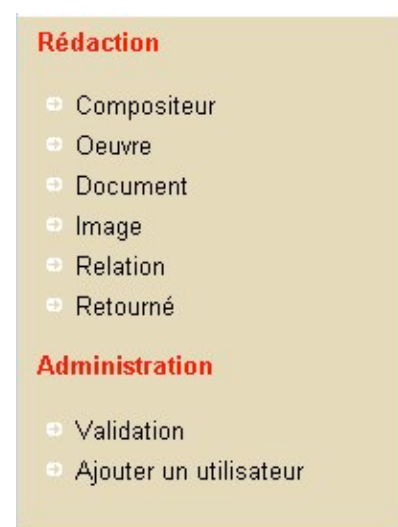 Rédaction
Compositeur
Oeuvre
Document
Image
Relation
Retourné
Administration
Validation
Ajouter un utilisateur